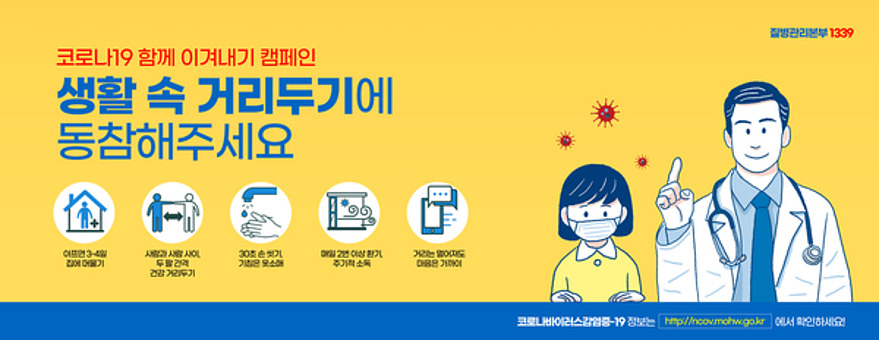 질병관리본부 1339
코로나19 함께 이겨내기 캠페인
생활 속 거리두기에
동참해주세요
아프면 3~4일
집에 머물기
사람과 사람 사이,
두 팔 간격
건강 거리두기
30초 손 씻기,
기침은 옷소매
매일 2번 이상 환기,
주기적 소독
거리는 멀어져도
마음은 가까이
코로나바이러스감염증-19 정보는 http://ncov.mohw.go.kr 에서 확인하세요!